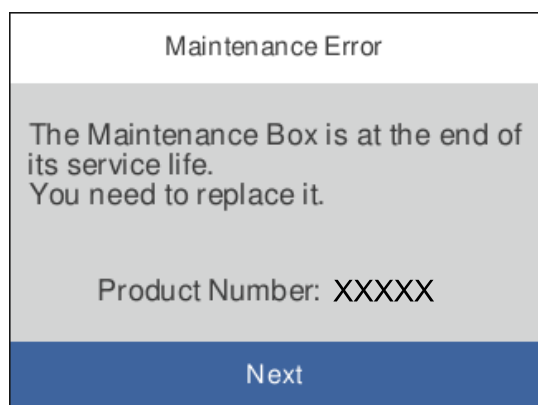 Maintenance Error
The Maintenance Box is at the end of
its service life.
You need to replace it.
Product Number: XXXXX
Next